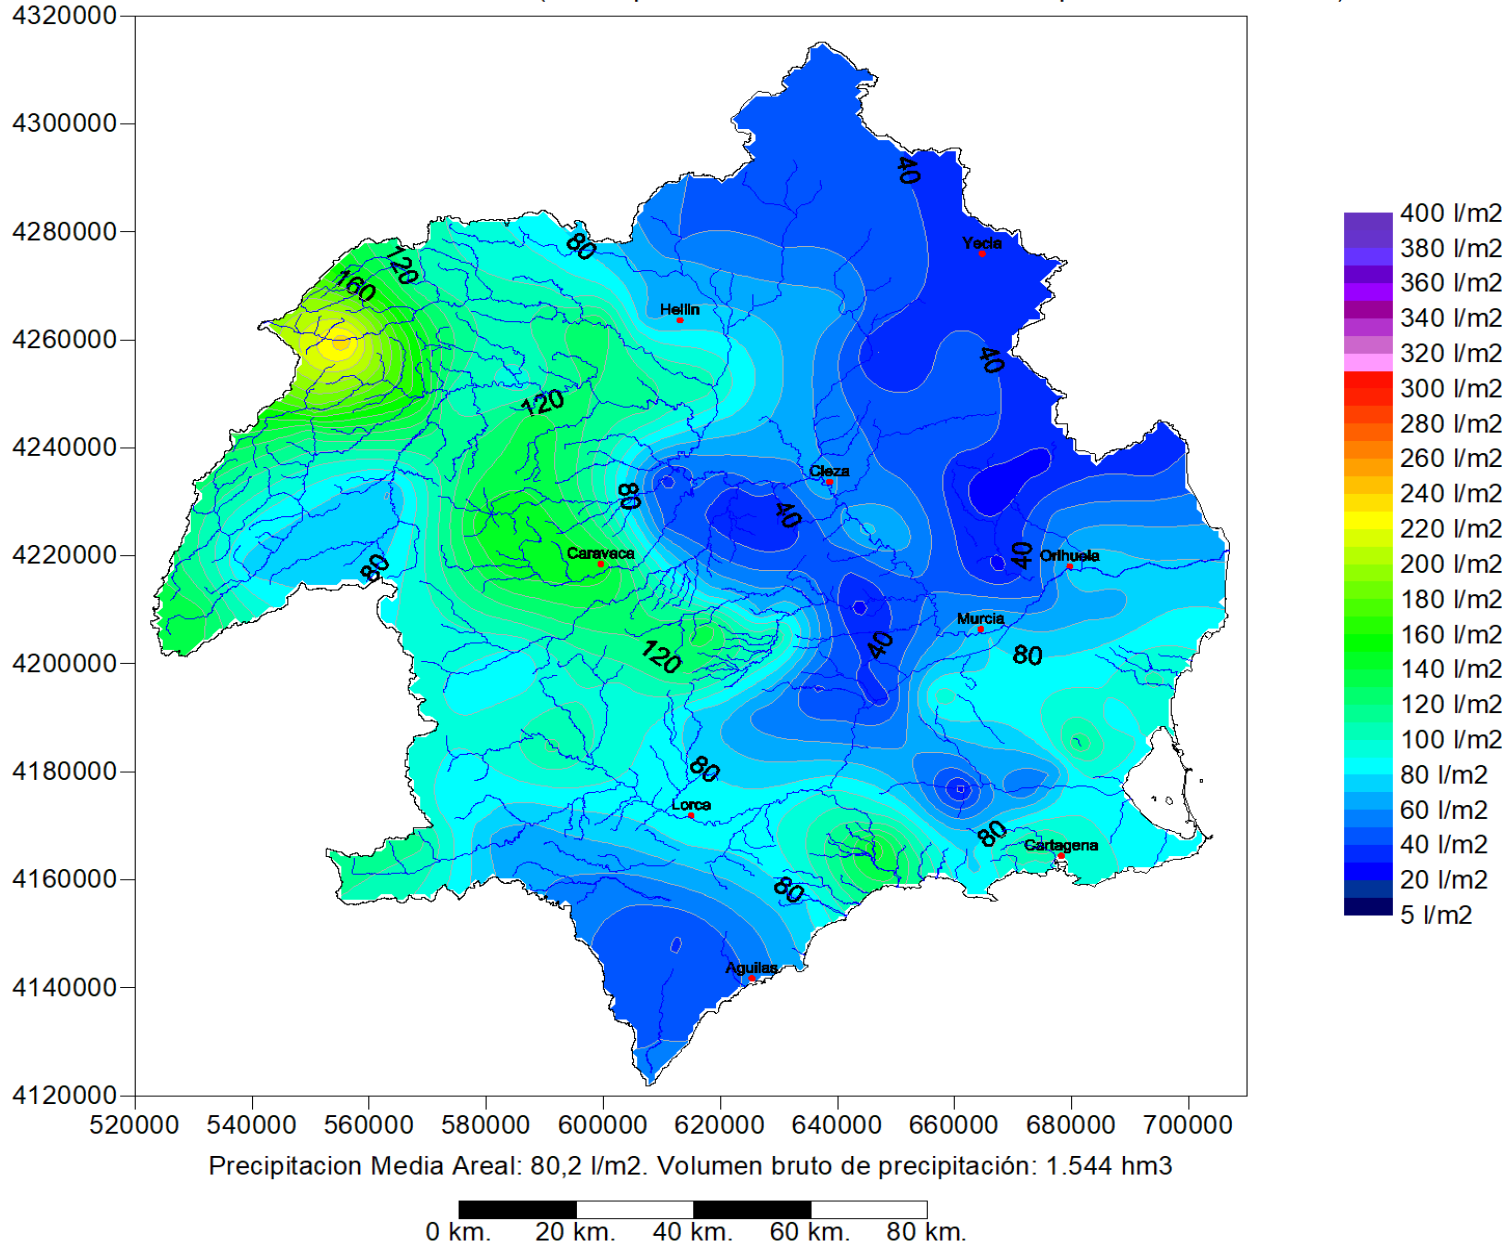 4320000
4300000
4280000
4260000
4240000
4220000
4200000
4180000
4160000
4140000
4120000
520000 540000 560000 580000 600000 620000 640000 660000 680000 700000
40
Yecla
80
120
160
Hellin
40
120
Cieza
80
40
40
Orihuela
Caravaca
80
Murcia
40
120
80
80
Lorca
80
Cartagena
80
Aguilas
400 l/m2
380 l/m2
360 l/m2
340 l/m2
320 l/m2
300 l/m2
280 l/m2
260 l/m2
240 l/m2
220 l/m2
200 l/m2
180 l/m2
160 l/m2
140 l/m2
120 l/m2
100 l/m2
80 l/m2
60 l/m2
40 l/m2
20 l/m2
5 l/m2
Precipitacion Media Areal: 80,2 l/m2. Volumen bruto de precipitación: 1.544 hm3
0 km. 20 km. 40 km. 60 km. 80 km.